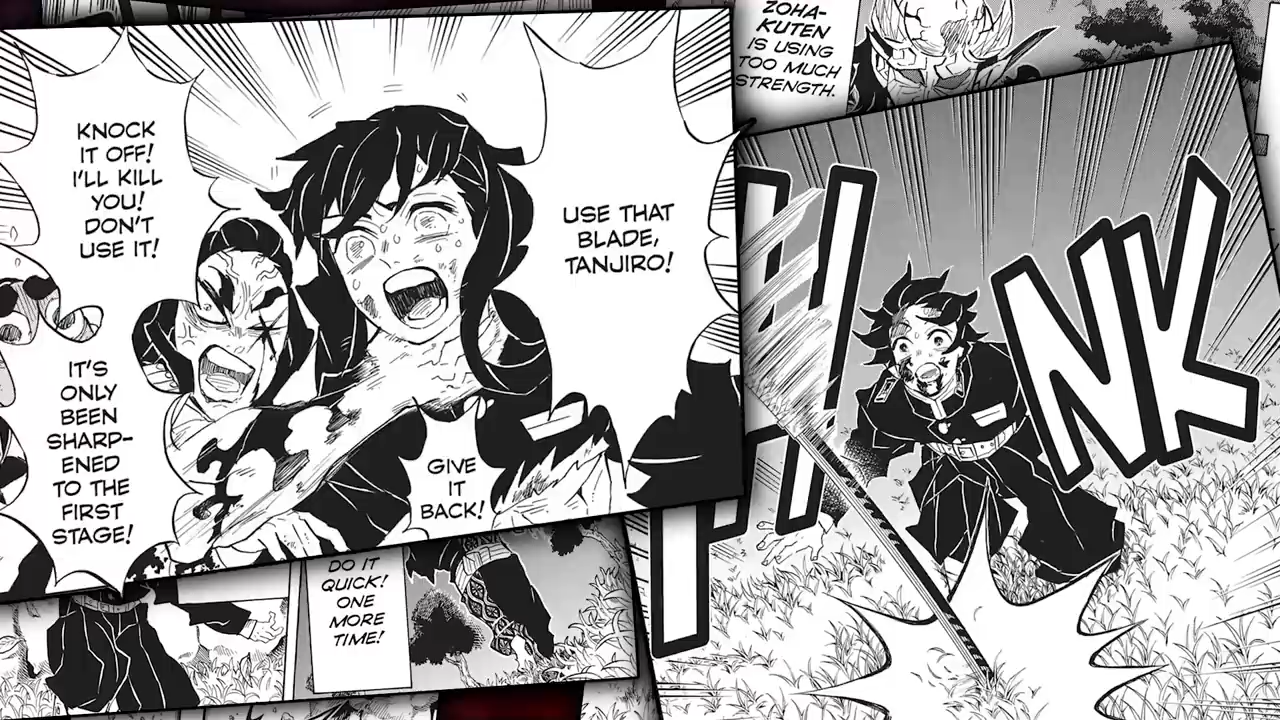 KNOCK
IT OFF!
I'LL KILL
YOU!
DON'T
USE IT!
IT'S
ONLY
BEEN
SHARP-
ENED
TO THE
FIRST
STAGE!
USE THAT
BLADE,
TANJIRO!
GIVE
IT
BACK!
ZOHA-
KUTEN
IS USING
TOO MUCH
STRENGTH.
DO IT
QUICK!
ONE
MORE
TIME!
NK